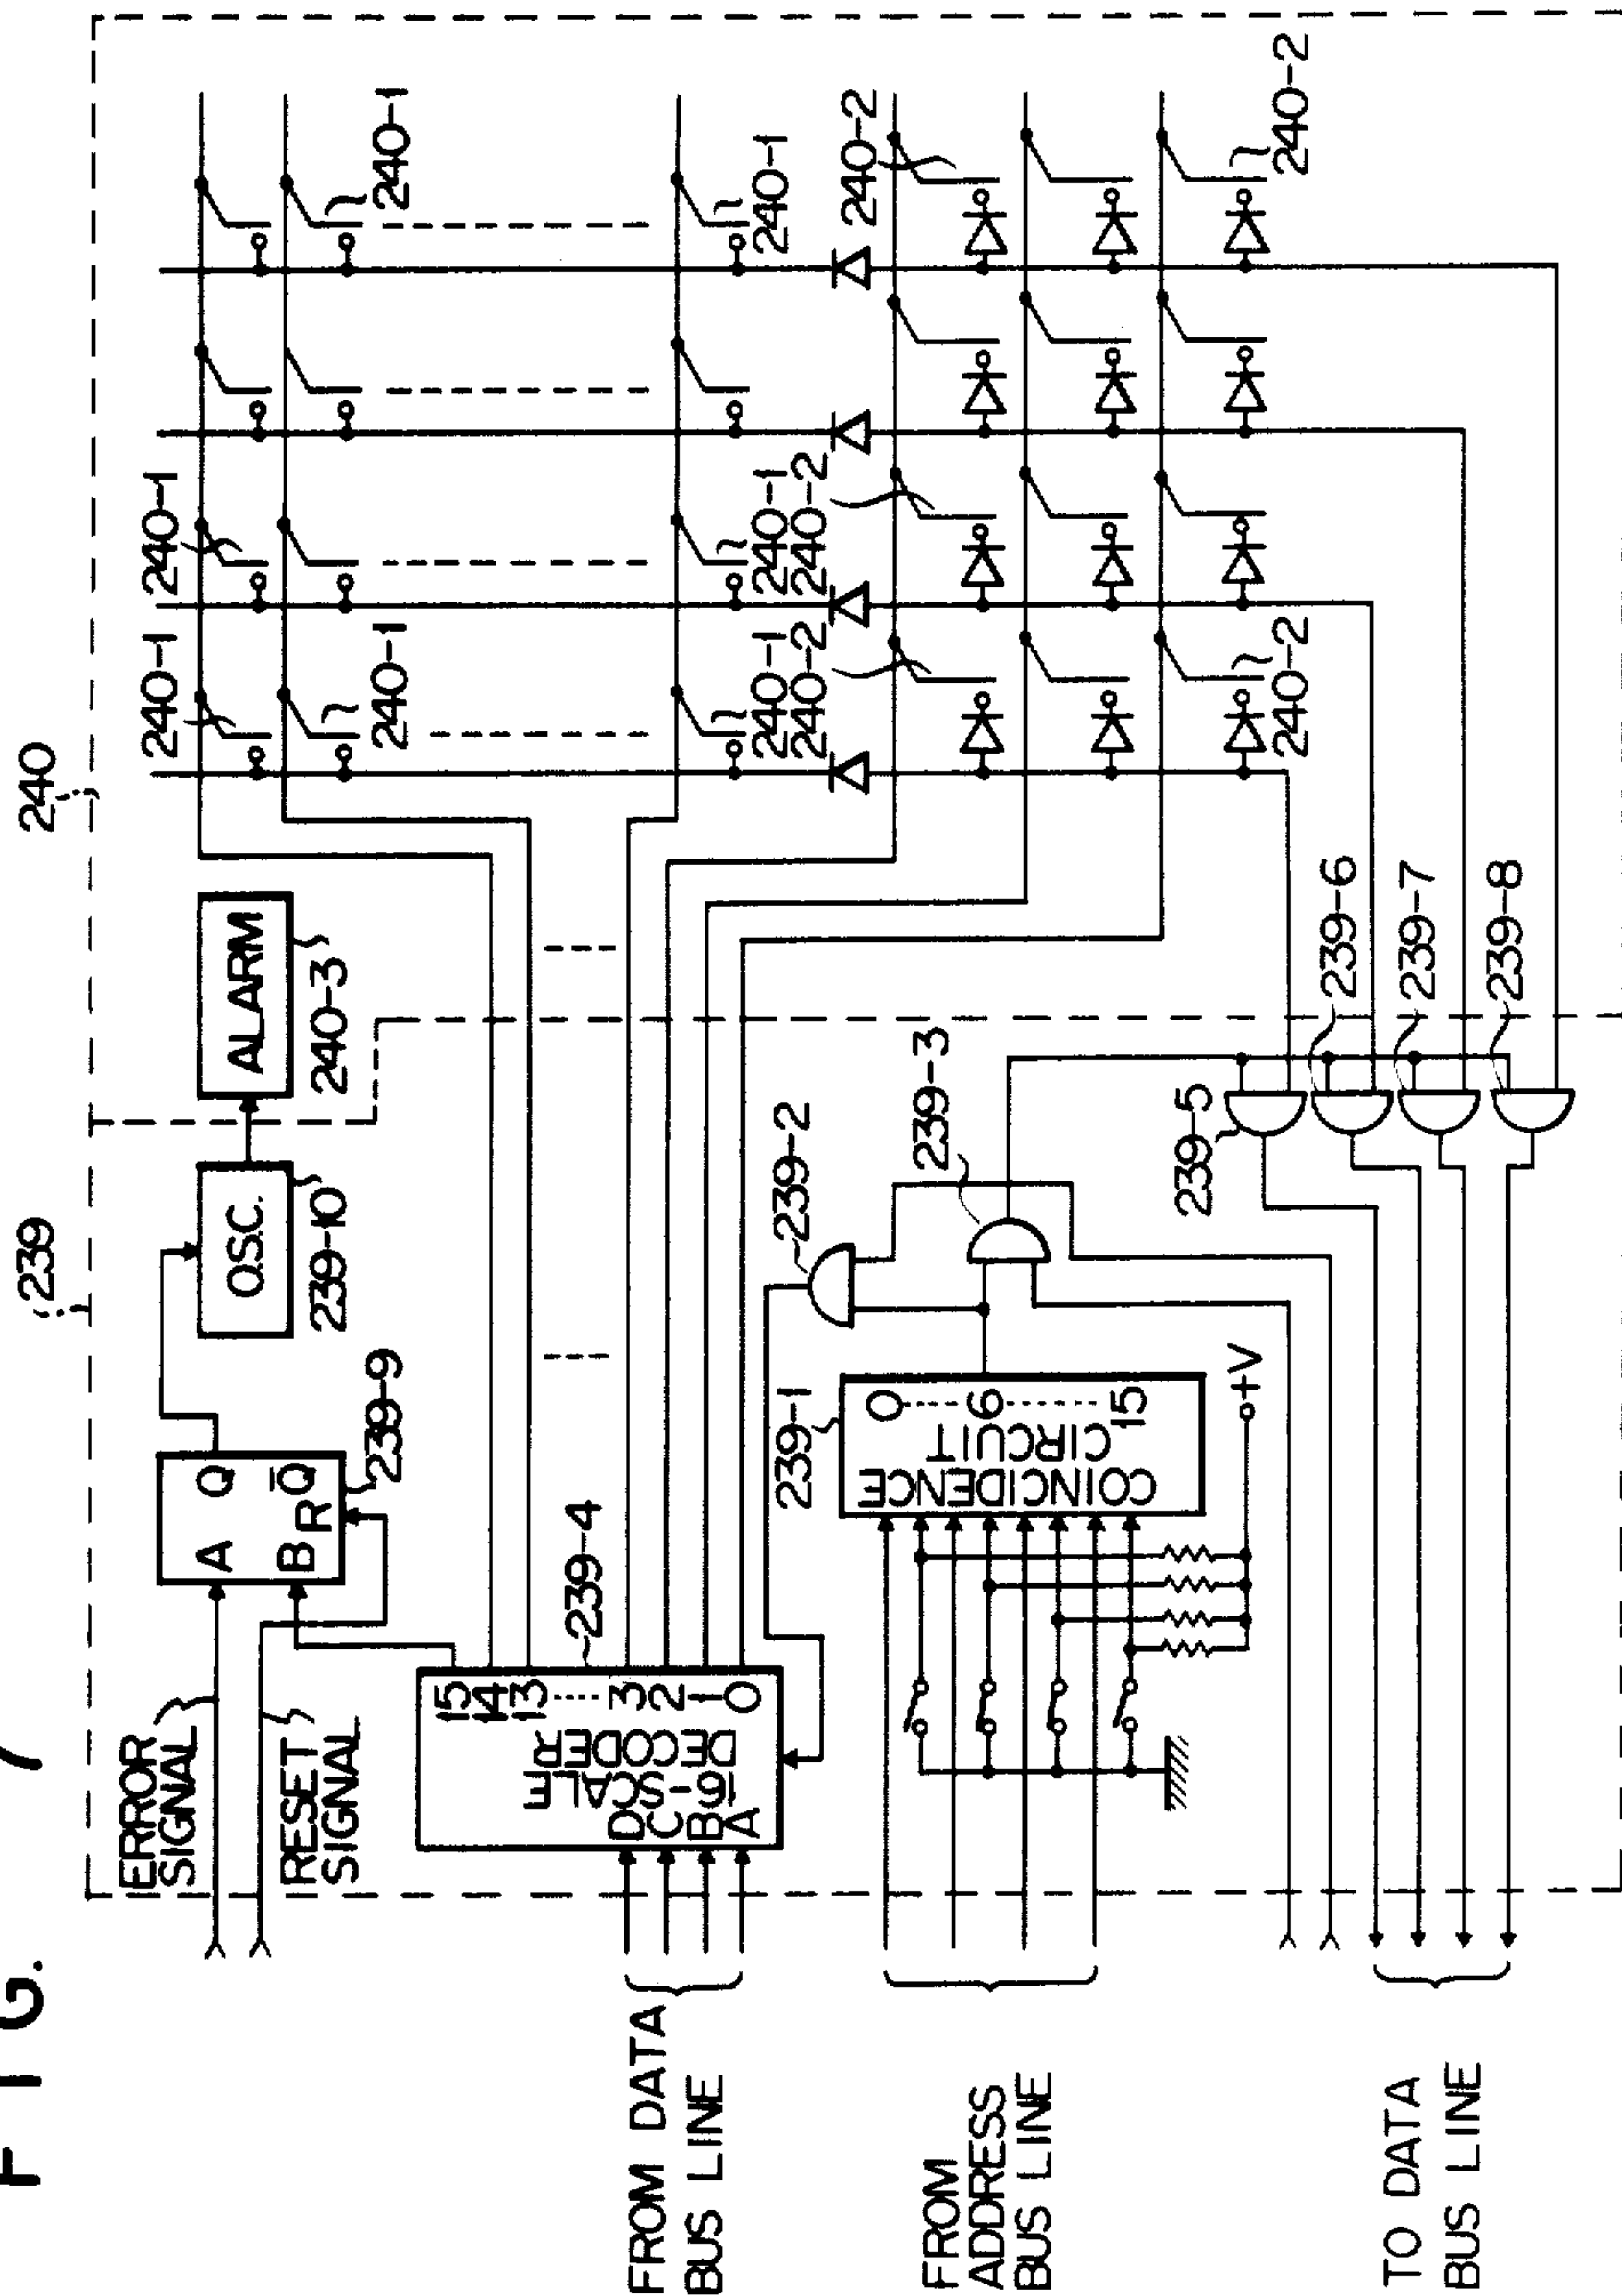 FIG. 7
239
240
ERROR
SIGNAL
RESET
SIGNAL
A Q
B Q̅
R
239-9
O.S.C.
239-10
ALARM
240-3
240-1
240-1
240-1
240-1
240-1
240-1
240-1
240-1
240-2
240-2
240-2
240-2
240-2
16-SCALE
DECODER
D
C
B
A
15
14
13
3
2
1
0
239-4
FROM DATA
BUS LINE
239-1
COINCIDENCE
CIRCUIT
0
6
15
+V
239-2
239-3
FROM
ADDRESS
BUS LINE
239-5
239-6
239-7
239-8
TO DATA
BUS LINE